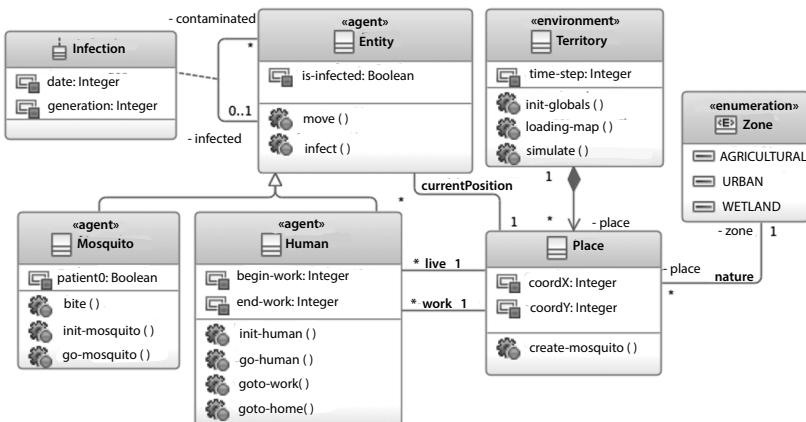 - contaminated
*
0..1
- infected
Infection
date: Integer
generation: Integer
«agent»
Entity
is-infected: Boolean
move ( )
infect ( )
«environment»
Territory
time-step: Integer
init-globals ( )
loading-map ( )
simulate ( )
«enumeration»
<E> Zone
AGRICULTURAL
URBAN
WETLAND
currentPosition
*
1
1
*
- place
- zone 1
- place
nature
*
«agent»
Mosquito
patient0: Boolean
bite ( )
init-mosquito ( )
go-mosquito ( )
«agent»
Human
begin-work: Integer
end-work: Integer
init-human ( )
go-human ( )
goto-work( )
goto-home( )
* live 1
* work 1
Place
coordX: Integer
coordY: Integer
create-mosquito ( )